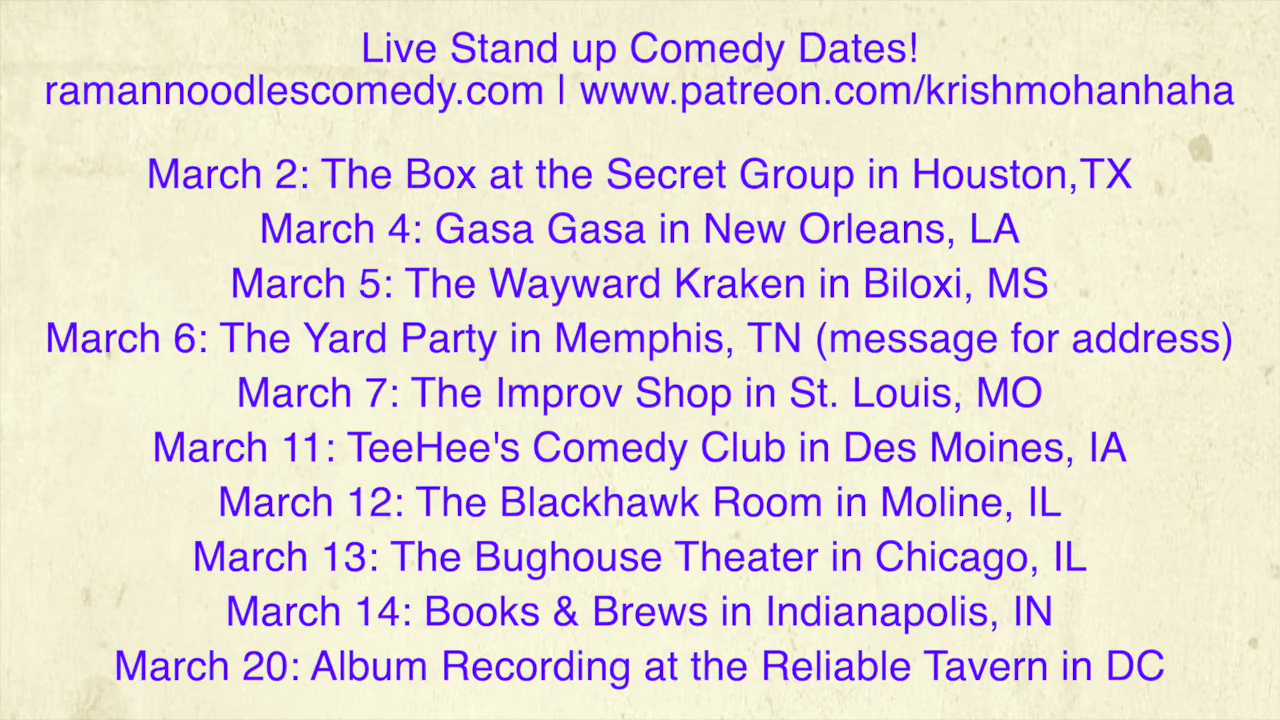 Live Stand up Comedy Dates!
ramannoodlescomedy.com | www.patreon.com/krishmohanhaha
March 2: The Box at the Secret Group in Houston,TX
March 4: Gasa Gasa in New Orleans, LA
March 5: The Wayward Kraken in Biloxi, MS
March 6: The Yard Party in Memphis, TN (message for address)
March 7: The Improv Shop in St. Louis, MO
March 11: TeeHee's Comedy Club in Des Moines, IA
March 12: The Blackhawk Room in Moline, IL
March 13: The Bughouse Theater in Chicago, IL
March 14: Books & Brews in Indianapolis, IN
March 20: Album Recording at the Reliable Tavern in DC